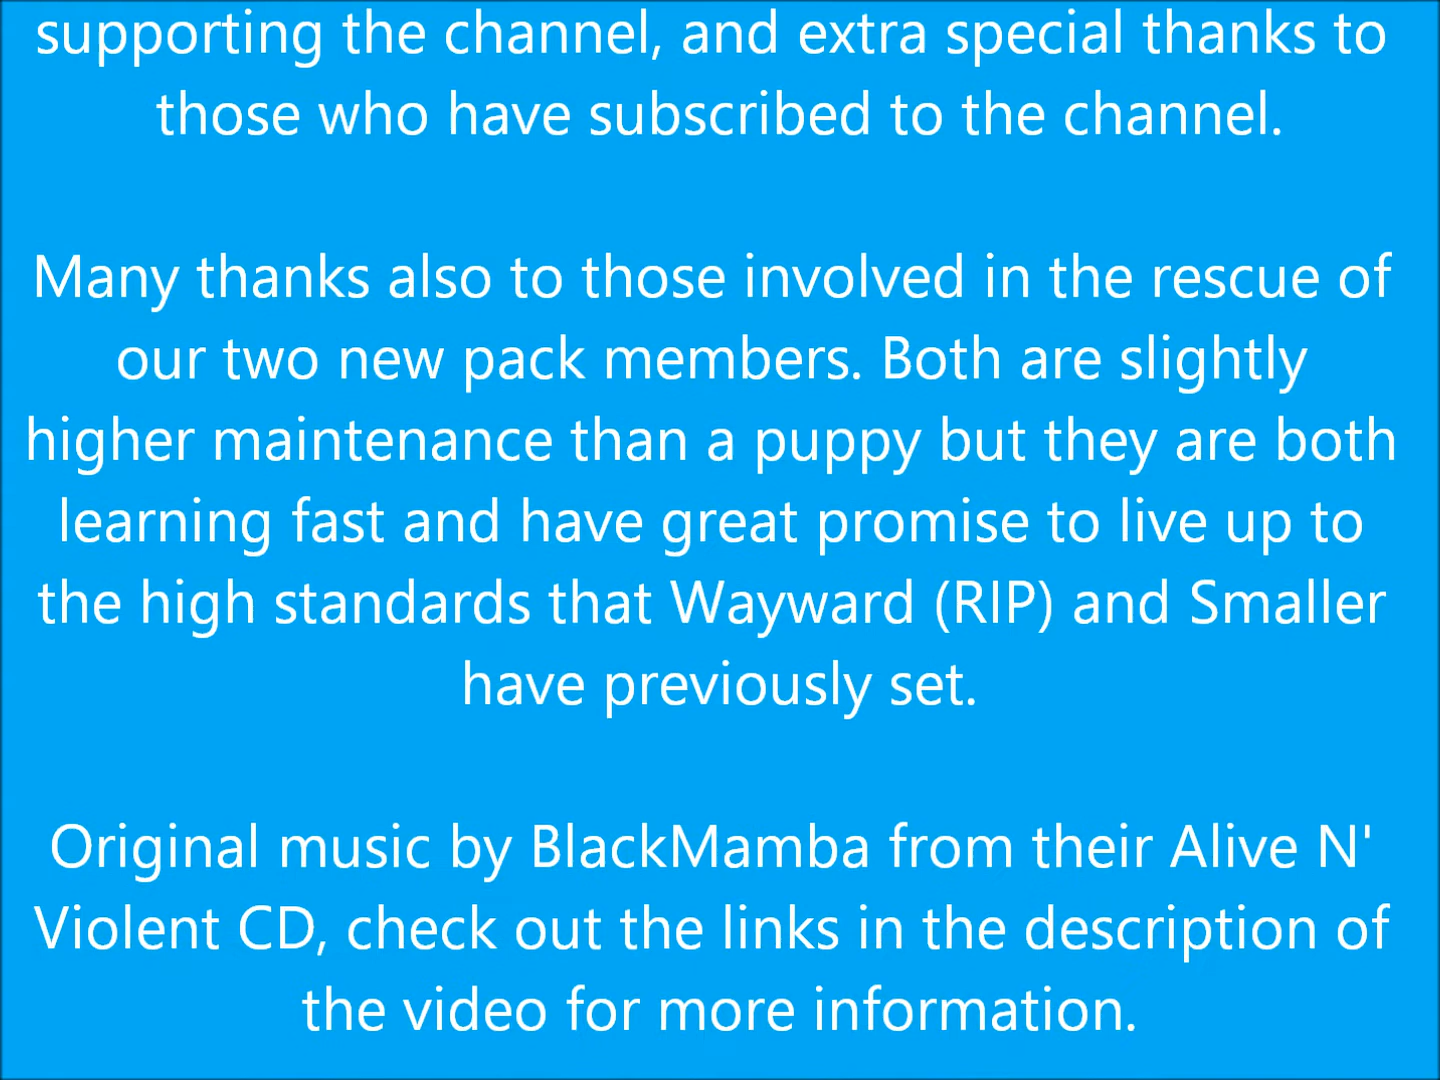 supporting the channel, and extra special thanks to
those who have subscribed to the channel.
Many thanks also to those involved in the rescue of
our two new pack members. Both are slightly
higher maintenance than a puppy but they are both
learning fast and have great promise to live up to
the high standards that Wayward (RIP) and Smaller
have previously set.
Original music by BlackMamba from their Alive N'
Violent CD, check out the links in the description of
the video for more information.